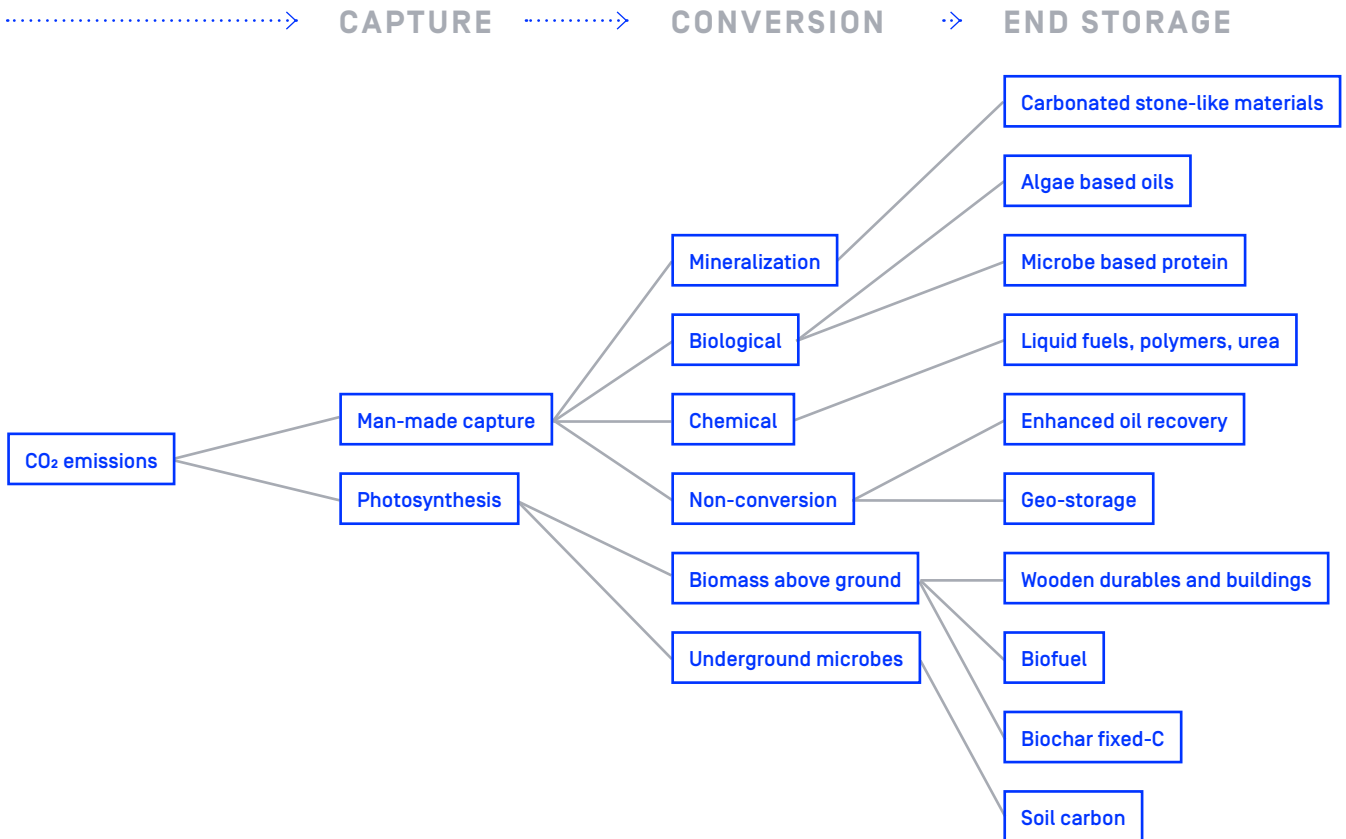 CAPTURE
CONVERSION
END STORAGE
Carbonated stone-like materials
Algae based oils
Mineralization
Microbe based protein
Biological
Liquid fuels, polymers, urea
Man-made capture
Chemical
Enhanced oil recovery
CO₂ emissions
Photosynthesis
Non-conversion
Geo-storage
Biomass above ground
Wooden durables and buildings
Underground microbes
Biofuel
Biochar fixed-C
Soil carbon